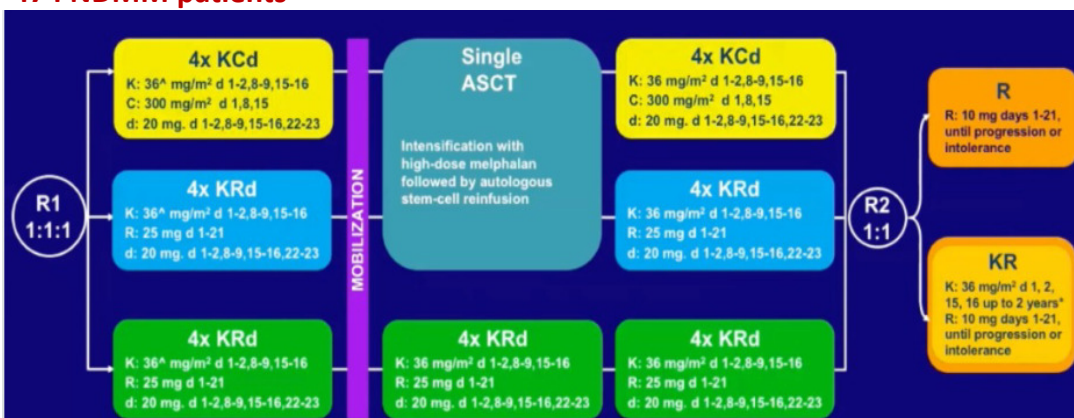 474 NDMM patients
R1
1:1:1
4x KCd
K: 36^ mg/m² d 1-2,8-9,15-16
C: 300 mg/m² d 1,8,15
d: 20 mg. d 1-2,8-9,15-16,22-23
4x KRd
K: 36^ mg/m² d 1-2,8-9,15-16
R: 25 mg d 1-21
d: 20 mg. d 1-2,8-9,15-16,22-23
4x KRd
K: 36^ mg/m² d 1-2,8-9,15-16
R: 25 mg d 1-21
d: 20 mg. d 1-2,8-9,15-16,22-23
MOBILIZATION
Single
ASCT
Intensification with
high-dose melphalan
followed by autologous
stem-cell reinfusion
4x KRd
K: 36 mg/m² d 1-2,8-9,15-16
R: 25 mg d 1-21
d: 20 mg. d 1-2,8-9,15-16,22-23
4x KCd
K: 36 mg/m² d 1-2,8-9,15-16
C: 300 mg/m² d 1,8,15
d: 20 mg. d 1-2,8-9,15-16,22-23
4x KRd
K: 36 mg/m² d 1-2,8-9,15-16
R: 25 mg d 1-21
d: 20 mg. d 1-2,8-9,15-16,22-23
4x KRd
K: 36 mg/m² d 1-2,8-9,15-16
R: 25 mg d 1-21
d: 20 mg. d 1-2,8-9,15-16,22-23
R2
1:1
R
R: 10 mg days 1-21,
until progression or
intolerance
KR
K: 36 mg/m² d 1, 2,
15, 16 up to 2 years*
R: 10 mg days 1-21,
until progression or
intolerance